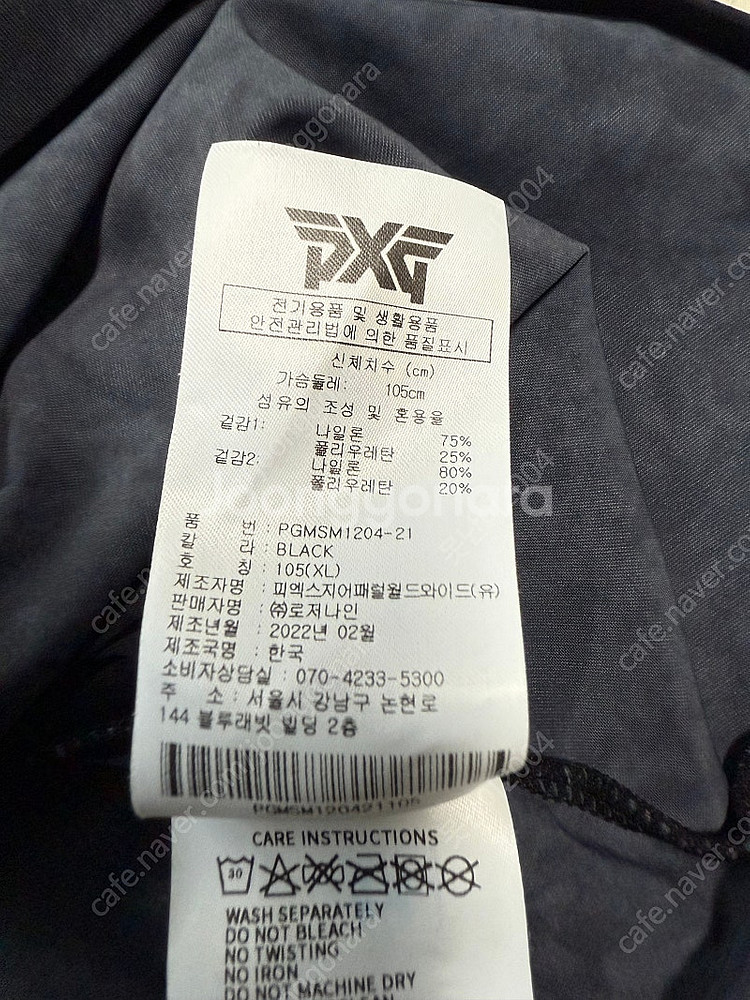 PXG
전기용품 및 생활용품
안전관리법에 의한 품질표시
신체치수 (cm)
가슴둘레: 105cm
섬유의 조성 및 혼용율
겉감1: 나일론 75%
폴리우레탄 25%
겉감2: 나일론 80%
폴리우레탄 20%
joonggonara
품 번 : PGMSM1204-21
칼 라 : BLACK
호 칭 : 105(XL)
제조자명 : 피엑스지어패럴월드와이드(유)
판매자명 : ㈜로저나인
제조년월 : 2022년 02월
제조국명 : 한국
소비자상담실 : 070-4233-5300
주 소 : 서울시 강남구 논현로
144 블루래빗 빌딩 2층
PGMSM120421105
CARE INSTRUCTIONS
30
WASH SEPARATELY
DO NOT BLEACH
NO TWISTING
NO IRON
DO NOT MACHINE DRY
cafe.naver.com/joonggonara